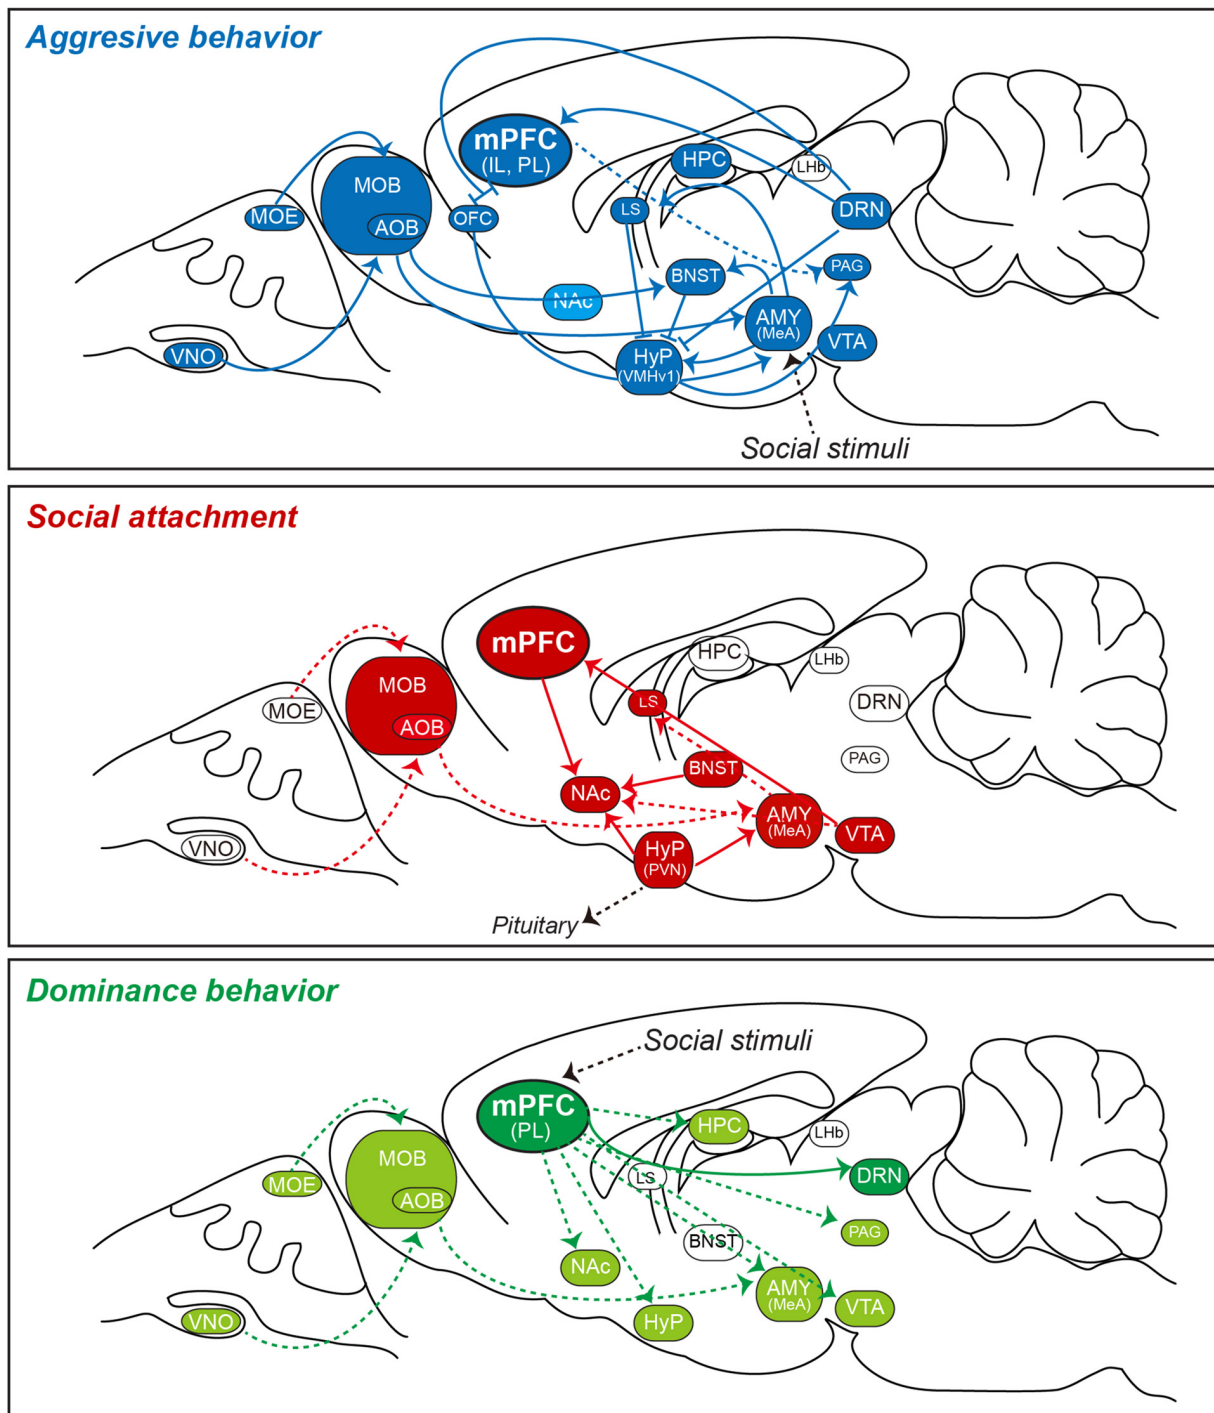 Aggresive behavior
mPFC
(IL, PL)
HPC
LHb
MOB
MOE
AOB
OFC
LS
DRN
PAG
BNST
NAc
AMY
(MeA)
VNO
HyP
(VMHv1)
VTA
Social stimuli
Social attachment
mPFC
HPC
LHb
MOB
MOE
AOB
LS
DRN
PAG
BNST
NAc
AMY
(MeA)
VTA
VNO
HyP
(PVN)
Pituitary
Dominance behavior
Social stimuli
mPFC
(PL)
HPC
LHb
MOB
MOE
AOB
LS
DRN
PAG
BNST
NAc
AMY
(MeA)
VTA
VNO
HyP